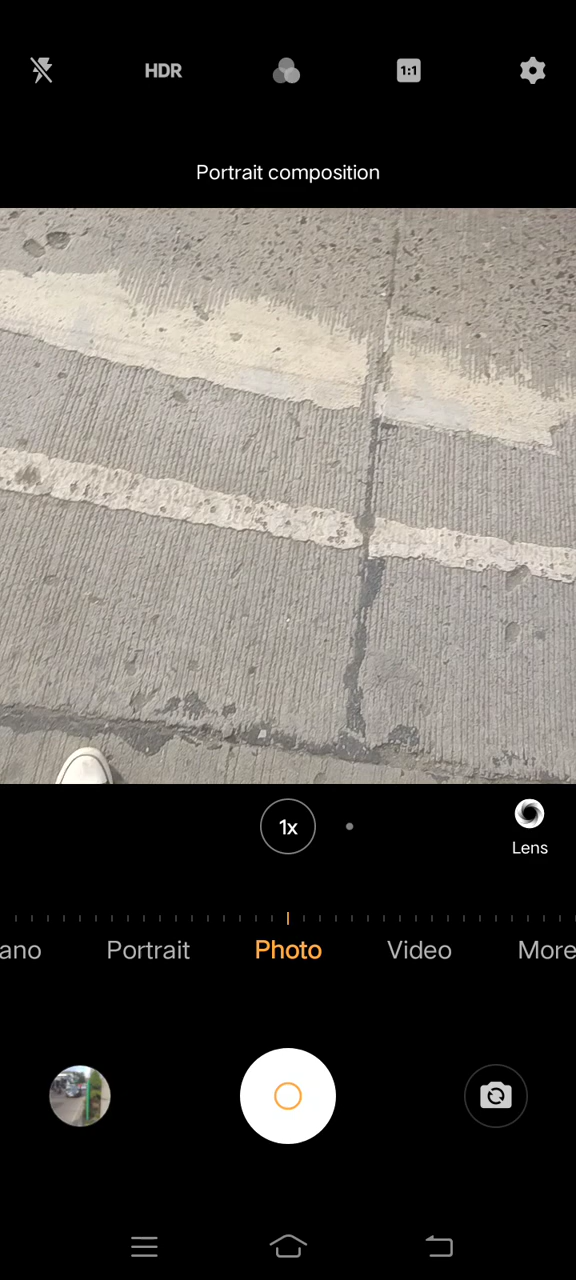 HDR
1:1
Portrait composition
1x
Lens
ano
Portrait
Photo
Video
More